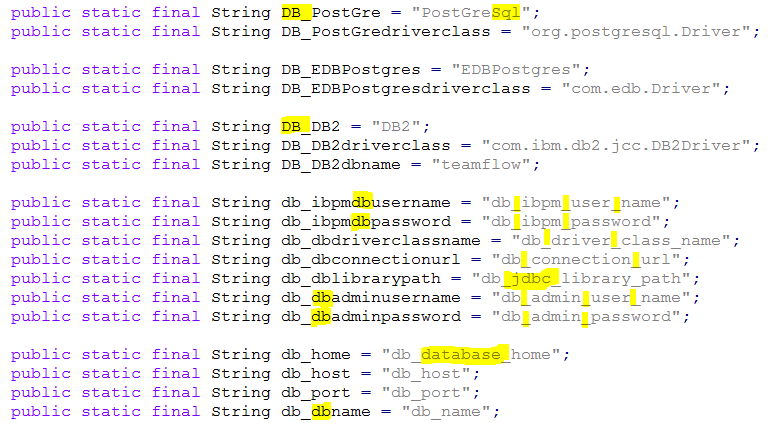 public static final String DB_PostGre = "PostGreSql";
public static final String DB_PostGredriverclass = "org.postgresql.Driver";
public static final String DB_EDBPostgres = "EDBPostgres";
public static final String DB_EDBPostgresdriverclass = "com.edb.Driver";
public static final String DB_DB2 = "DB2";
public static final String DB_DB2driverclass = "com.ibm.db2.jcc.DB2Driver";
public static final String DB_DB2dbname = "teamflow";
public static final String db_ibpmdbusername = "db_ibpm_user_name";
public static final String db_ibpmdbpassword = "db_ibpm_password";
public static final String db_dbdriverclassname = "db_driver_class_name";
public static final String db_dbconnectionurl = "db_connection_url";
public static final String db_dblibrarypath = "db_jdbc_library_path";
public static final String db_dbadminusername = "db_admin_user_name";
public static final String db_dbadminpassword = "db_admin_password";
public static final String db_home = "db_database_home";
public static final String db_host = "db_host";
public static final String db_port = "db_port";
public static final String db_dbname = "db_name";